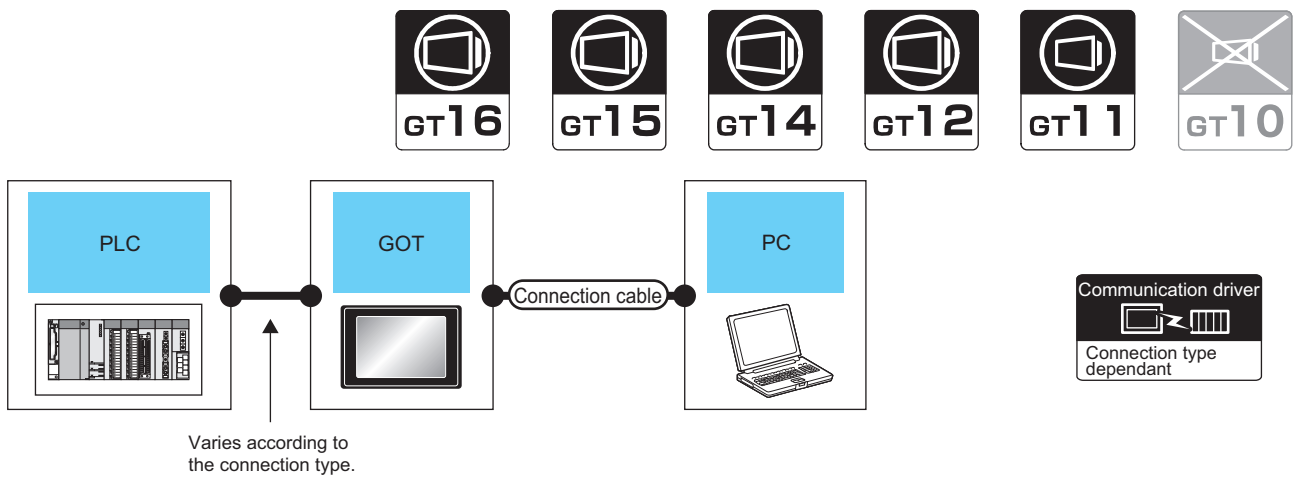 GT16 GT15 GT14 GT12 GT11 GT10
PLC GOT PC
Connection cable
Communication driver
Connection type
dependant
Varies according to
the connection type.